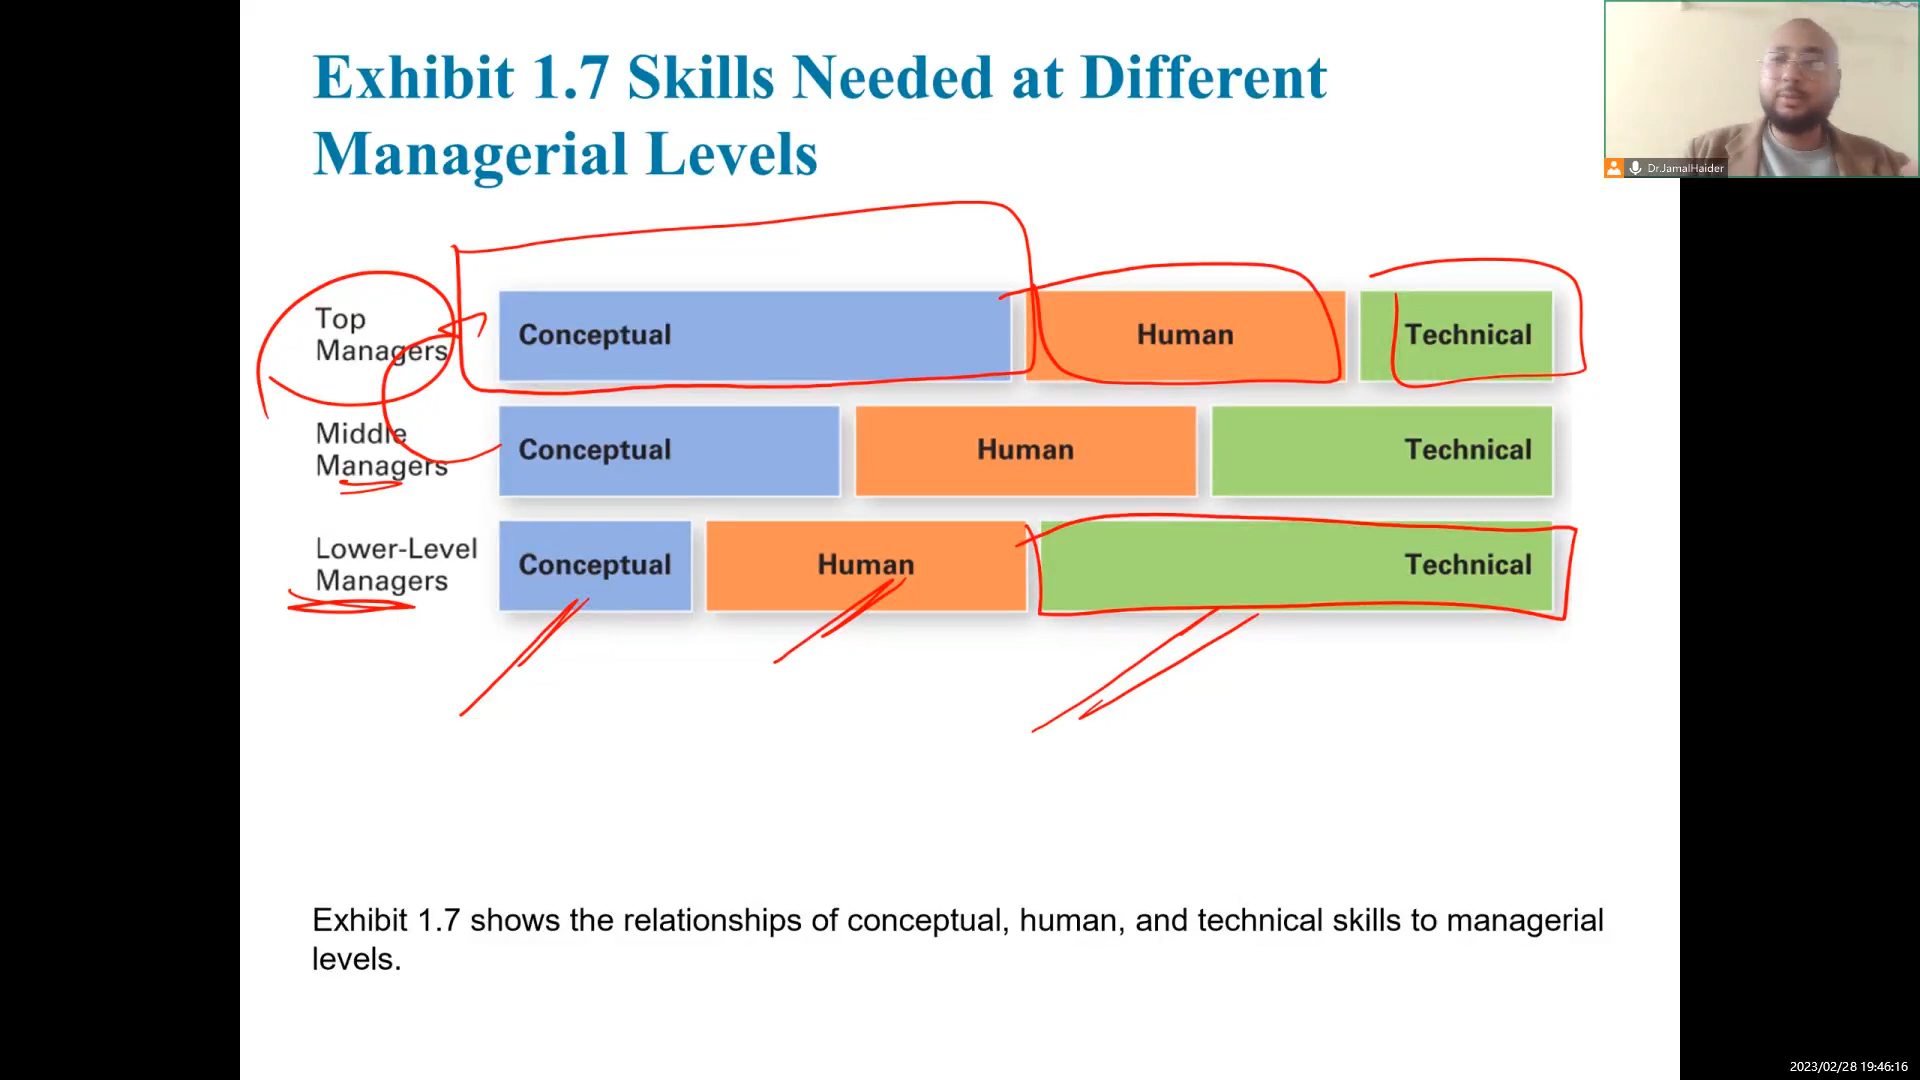 Exhibit 1.7 Skills Needed at Different
Managerial Levels
Dr.JamalHaider
Top
Managers
Conceptual
Human
Technical
Middle
Managers
Conceptual
Human
Technical
Lower-Level
Managers
Conceptual
Human
Technical
Exhibit 1.7 shows the relationships of conceptual, human, and technical skills to managerial
levels.
2023/02/28 19:46:16